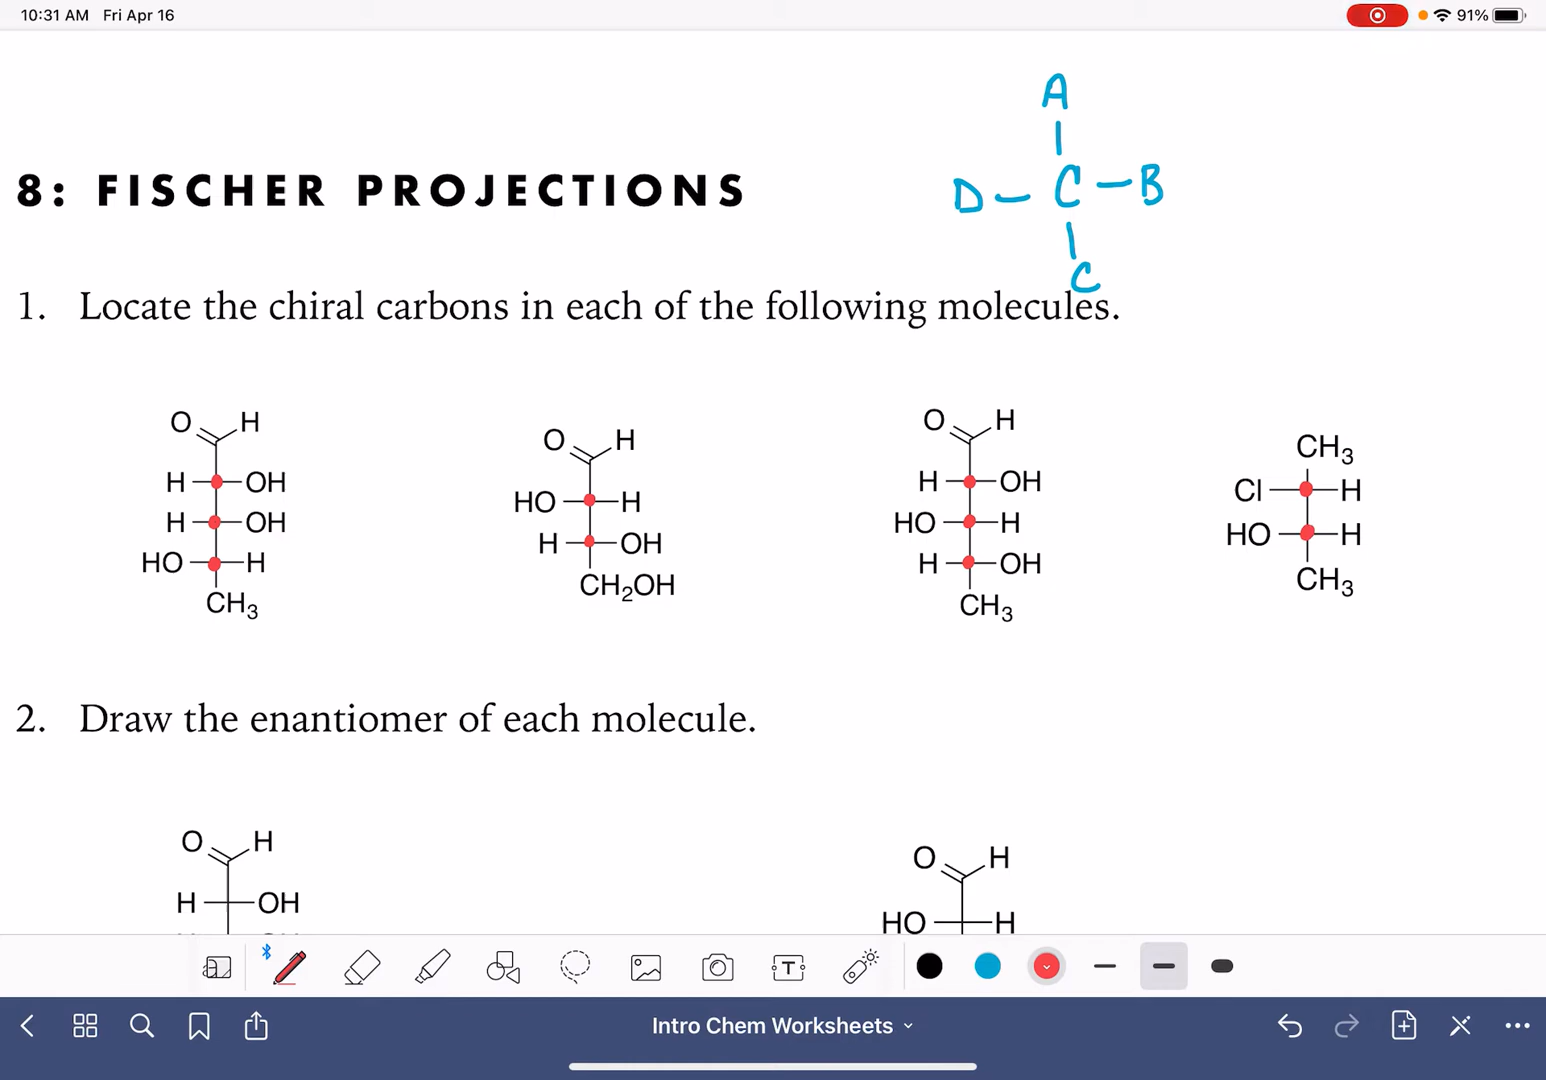 10:31 AM Fri Apr 16
91%
A
D – C – B
C
8: FISCHER PROJECTIONS
1. Locate the chiral carbons in each of the following molecules.
O H
H OH
H OH
HO H
CH3
O H
HO H
H OH
CH2OH
O H
H OH
HO H
H OH
CH3
CH3
Cl H
HO H
CH3
2. Draw the enantiomer of each molecule.
O H
H OH
O H
HO H
Intro Chem Worksheets